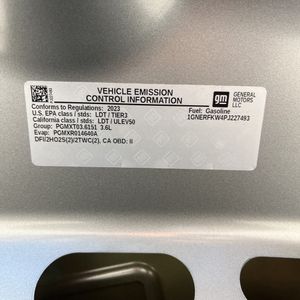 VEHICLE EMISSION
CONTROL INFORMATION
gm
GENERAL
MOTORS
LLC
Conforms to Regulations: 2023
Fuel: Gasoline
U.S. EPA class / stds: LDT / TIER3
1GNERFKW4PJ227493
California class / stds: LDT / ULEV50
Group: PGMXT03.6151 3.6L
Evap: PGMXR014640A
DFI/2HO2S(2)/2TWC(2), CA OBD: II